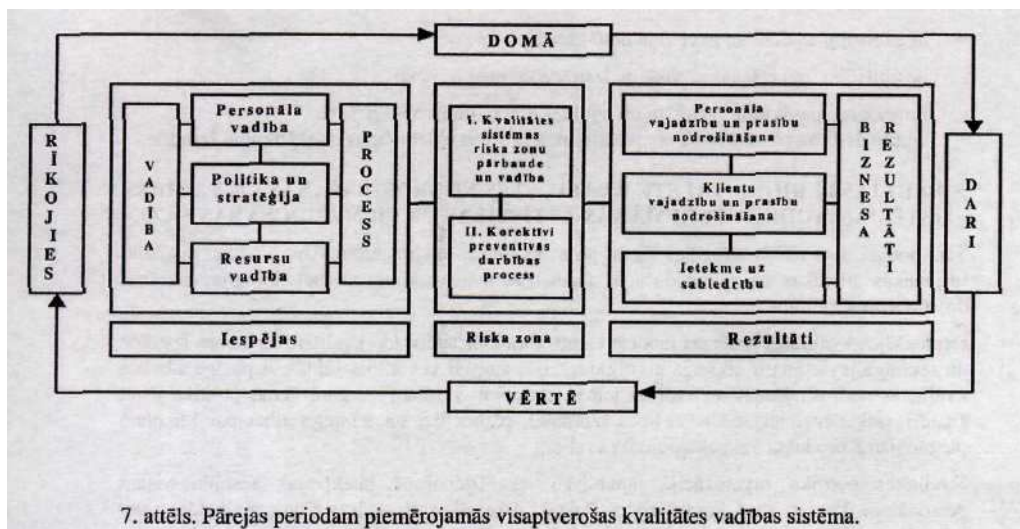 DOMĀ
RĪKOJIES
VADĪBA
Personāla
vadība
Politika un
stratēģija
Resursu
vadība
PROCESS
I. Kvalitātes
sistēmas
riska zonu
pārbaude
un vadība
II. Korektīvi
preventīvās
darbības
process
Personāla
vajadzību un prasību
nodrošināšana
Klientu
vajadzību un prasību
nodrošināšana
Ietekme uz
sabiedrību
BIZNESA
REZULTĀTI
DARI
Iespējas
Riska zona
Rezultāti
VĒRTĒ
7. attēls. Pārejas periodam piemērojamās visaptverošas kvalitātes vadības sistēma.